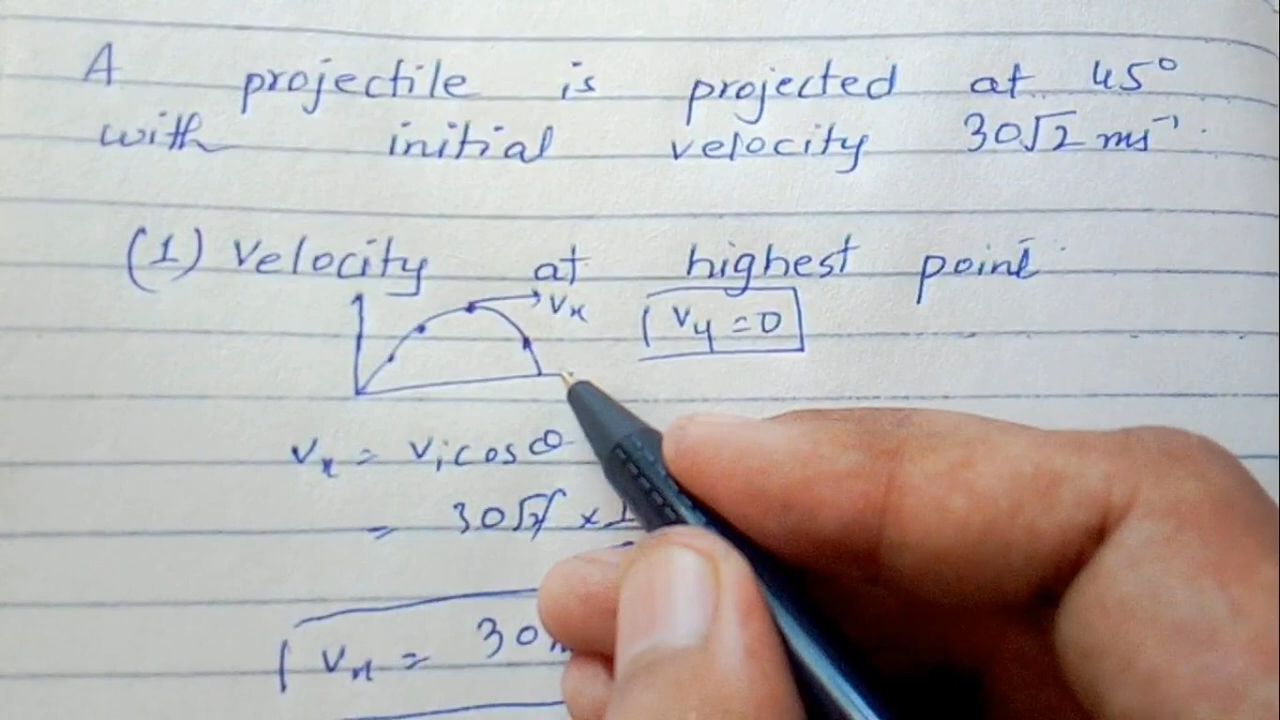 A projectile is projected at 45°
with initial velocity 30√2 ms⁻¹.
(1) Velocity at highest point
Vx Vy = 0
Vx = Vi cos θ
= 30√2 × 1
Vx = 30